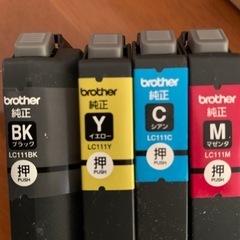 brother
純正
BK
ブラック
LC111BK
押
PUSH
brother
純正
Y
イエロー
LC111Y
押
PUSH
brother
純正
C
シアン
LC111C
押
PUSH
brother
純正
M
マゼンタ
LC111M
押
PUSH